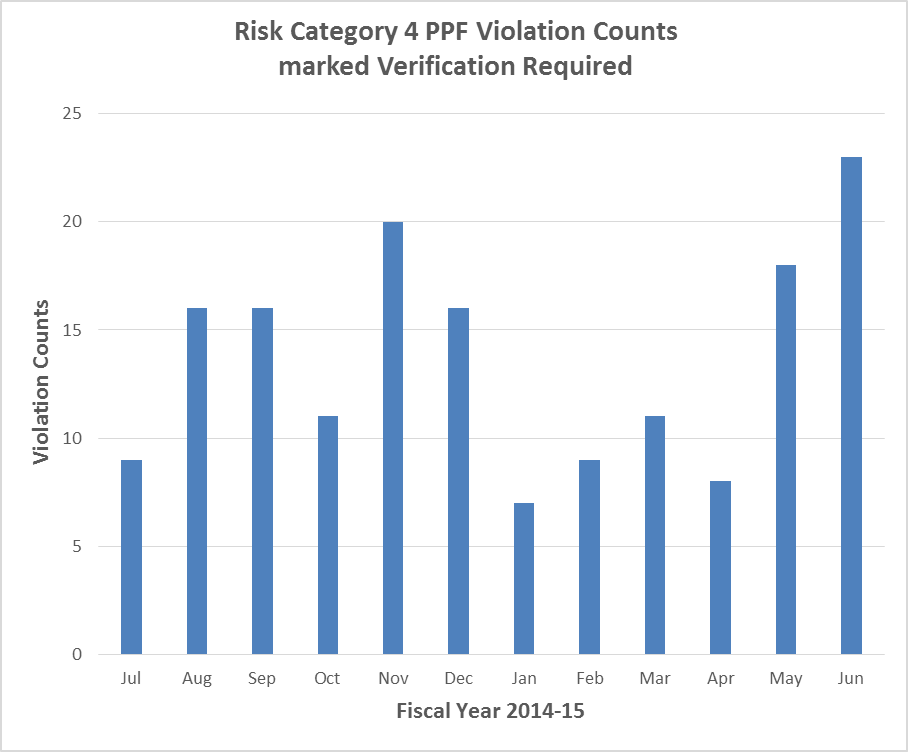 Risk Category 4 PPF Violation Counts
marked Verification Required
25
20
15
10
5
0
Violation Counts
Jul Aug Sep Oct Nov Dec Jan Feb Mar Apr May Jun
Fiscal Year 2014-15